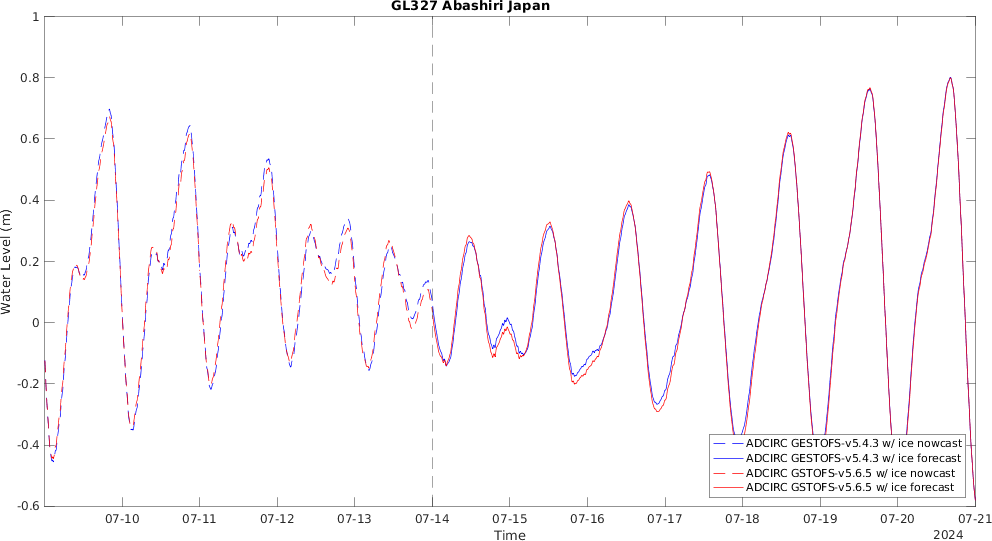 GL327 Abashiri Japan
1
0.8
0.6
0.4
0.2
0
-0.2
-0.4
-0.6
Water Level (m)
ADCIRC GESTOFS-v5.4.3 w/ ice nowcast
ADCIRC GESTOFS-v5.4.3 w/ ice forecast
ADCIRC GSTOFS-v5.6.5 w/ ice nowcast
ADCIRC GSTOFS-v5.6.5 w/ ice forecast
07-10 07-11 07-12 07-13 07-14 07-15 07-16 07-17 07-18 07-19 07-20 07-21
Time
2024